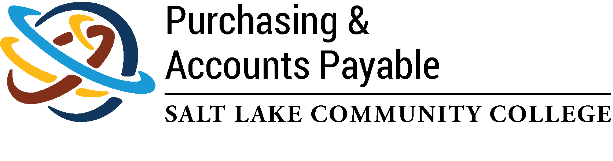 Purchasing &
Accounts Payable
SALT LAKE COMMUNITY COLLEGE